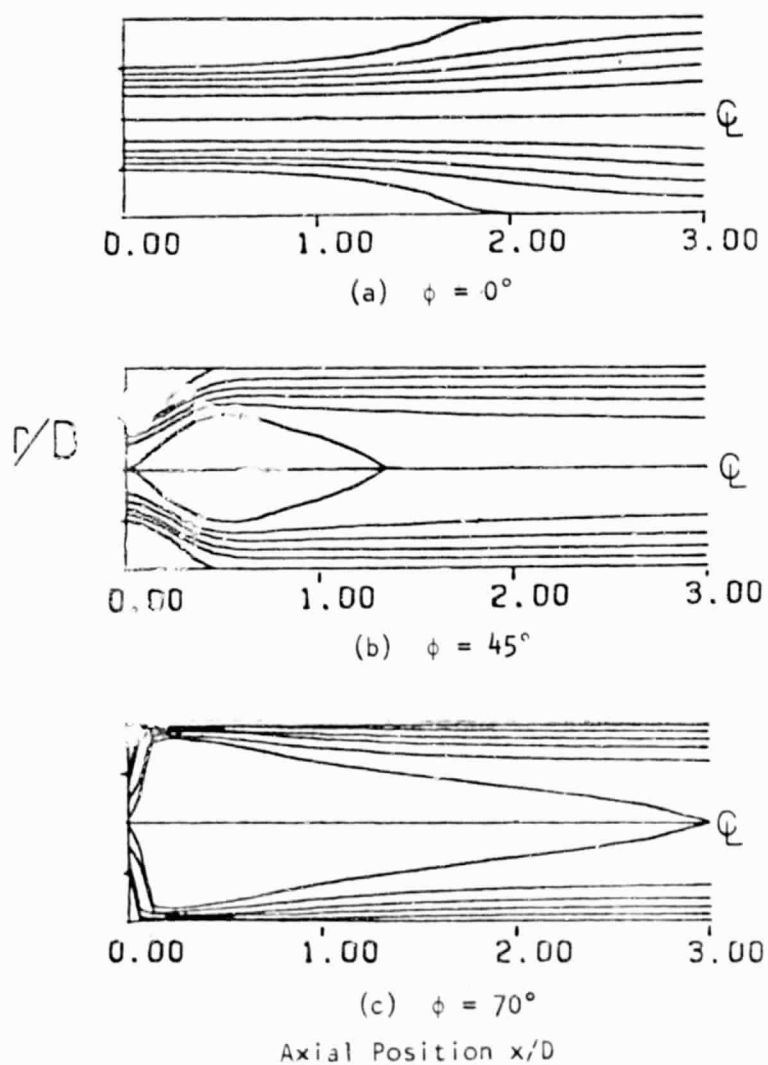 ℄
0.00 1.00 2.00 3.00
(a) ϕ = 0°
r/D
℄
0.00 1.00 2.00 3.00
(b) ϕ = 45°
℄
0.00 1.00 2.00 3.00
(c) ϕ = 70°
Axial Position x/D